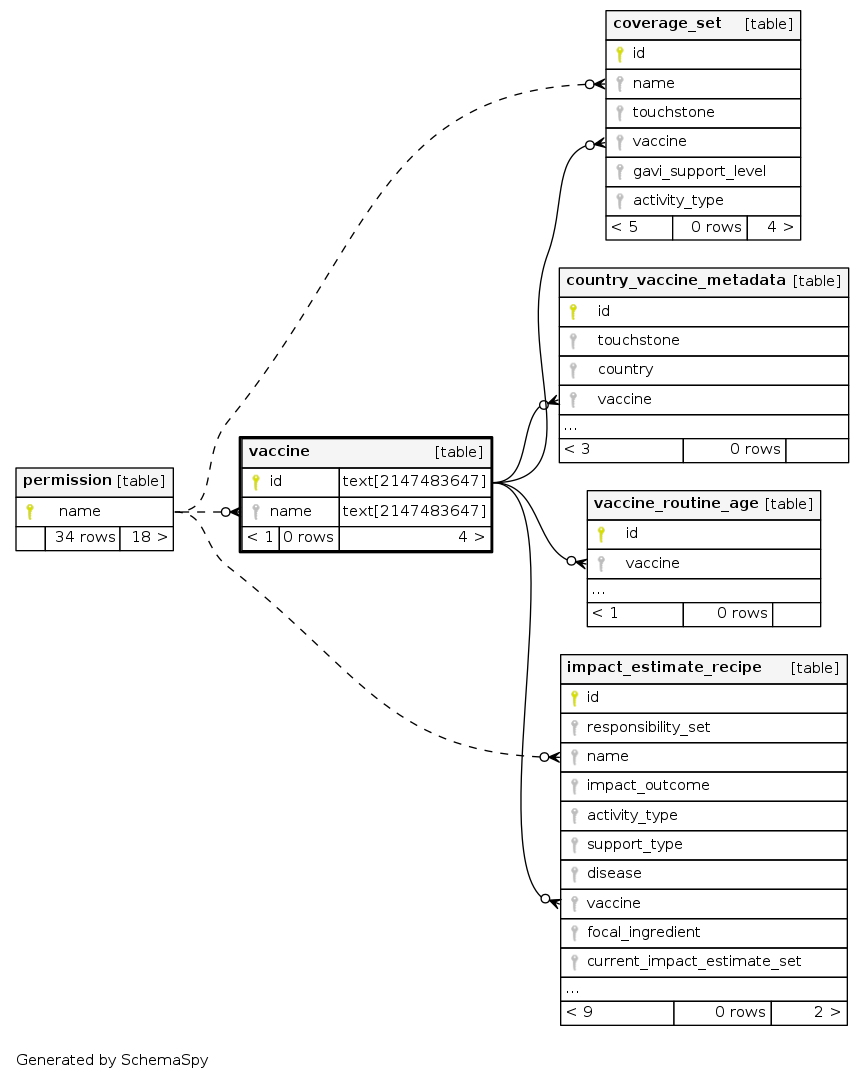 coverage_set [table]
id
name
touchstone
vaccine
gavi_support_level
activity_type
< 5 0 rows 4 >
country_vaccine_metadata [table]
id
touchstone
country
vaccine
...
< 3 0 rows
vaccine [table]
id text[2147483647]
name text[2147483647]
< 1 0 rows 4 >
permission [table]
name
34 rows 18 >
vaccine_routine_age [table]
id
vaccine
...
< 1 0 rows
impact_estimate_recipe [table]
id
responsibility_set
name
impact_outcome
activity_type
support_type
disease
vaccine
focal_ingredient
current_impact_estimate_set
...
< 9 0 rows 2 >
Generated by SchemaSpy